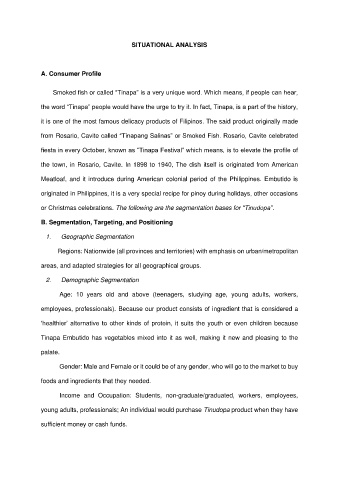 SITUATIONAL ANALYSIS
A. Consumer Profile
Smoked fish or called "Tinapa" is a very unique word. Which means, if people can hear,
the word "Tinapa" people would have the urge to try it. In fact, Tinapa, is a part of the history,
it is one of the most famous delicacy products of Filipinos. The said product originally made
from Rosario, Cavite called "Tinapang Salinas" or Smoked Fish. Rosario, Cavite celebrated
fiesta in every October, known as "Tinapa Festival" which means, is to elevate the profile of
the town, in Rosario, Cavite. In 1898 to 1940, The dish itself is originated from American
Meatloaf, and it introduce during American colonial period of the Philippines. Embutido is
originated in Philippines, it is a very special recipe for pinoy during holidays, other occasions
or Christmas celebrations. The following are the segmentation bases for "Tinudopa".
B. Segmentation, Targeting, and Positioning
1. Geographic Segmentation
Regions: Nationwide (all provinces and territories) with emphasis on urban/metropolitan
areas, and adapted strategies for all geographical groups.
2. Demographic Segmentation
Age: 10 years old and above (teenagers, studying age, young adults, workers,
employees, professionals). Because our product consists of ingredient that is considered a
'healthier' alternative to other kinds of protein, it suits the youth or even children because
Tinapa Embutido has vegetables mixed into it as well, making it new and pleasing to the
palate.
Gender: Male and Female or it could be of any gender. who will go to the market to buy
foods and ingredients that they needed.
Income and Occupation: Students, non-graduate/graduated, workers, employees,
young adults, professionals; An individual would purchase Tinudopa product when they have
sufficient money or cash funds.